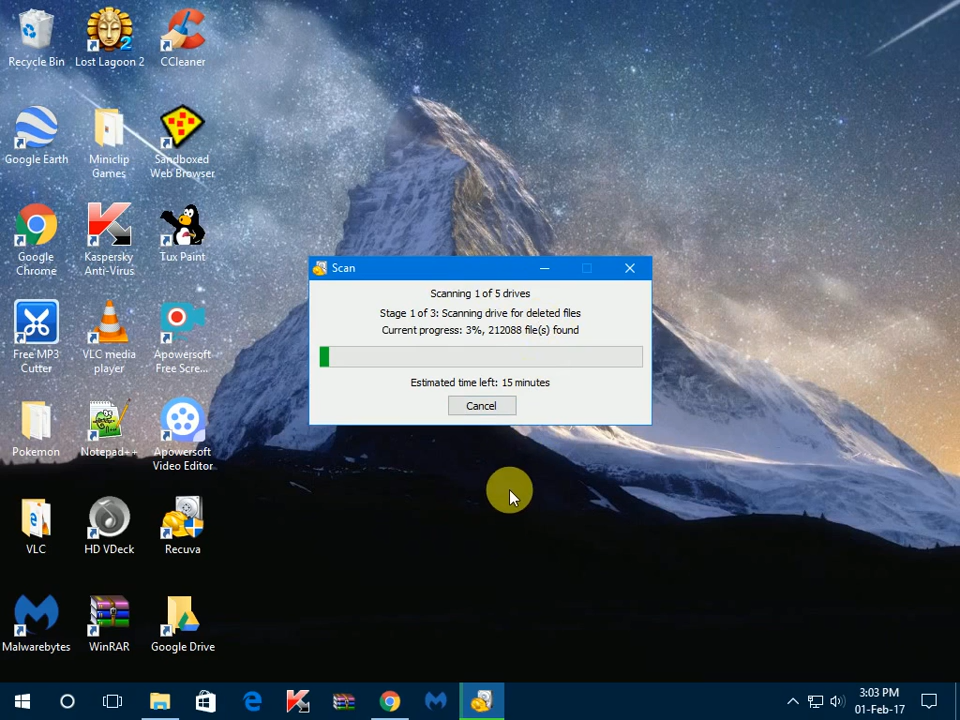 Recycle Bin
Lost Lagoon 2
CCleaner
Google Earth
Miniclip
Games
Sandboxed
Web Browser
Google
Chrome
Kaspersky
Anti-Virus
Tux Paint
Free MP3
Cutter
VLC media
player
Apowersoft
Free Scre...
Pokemon
Notepad++
Apowersoft
Video Editor
VLC
HD VDeck
Recuva
Malwarebytes
WinRAR
Google Drive
Scan
Scanning 1 of 5 drives
Stage 1 of 3: Scanning drive for deleted files
Current progress: 3%, 212088 file(s) found
Estimated time left: 15 minutes
Cancel
3:03 PM
01-Feb-17